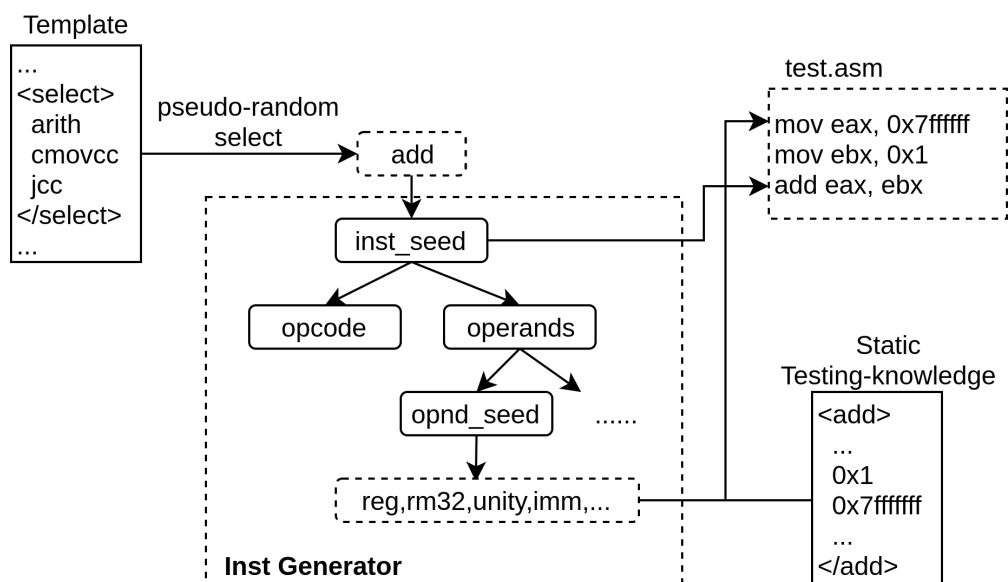 Template
...
<select>
arith
cmovcc
jcc
</select>
...
pseudo-random
select
add
inst_seed
opcode
operands
opnd_seed
......
reg,rm32,unity,imm,...
Inst Generator
test.asm
mov eax, 0x7ffffff
mov ebx, 0x1
add eax, ebx
Static
Testing-knowledge
<add>
...
0x1
0x7fffffff
...
</add>